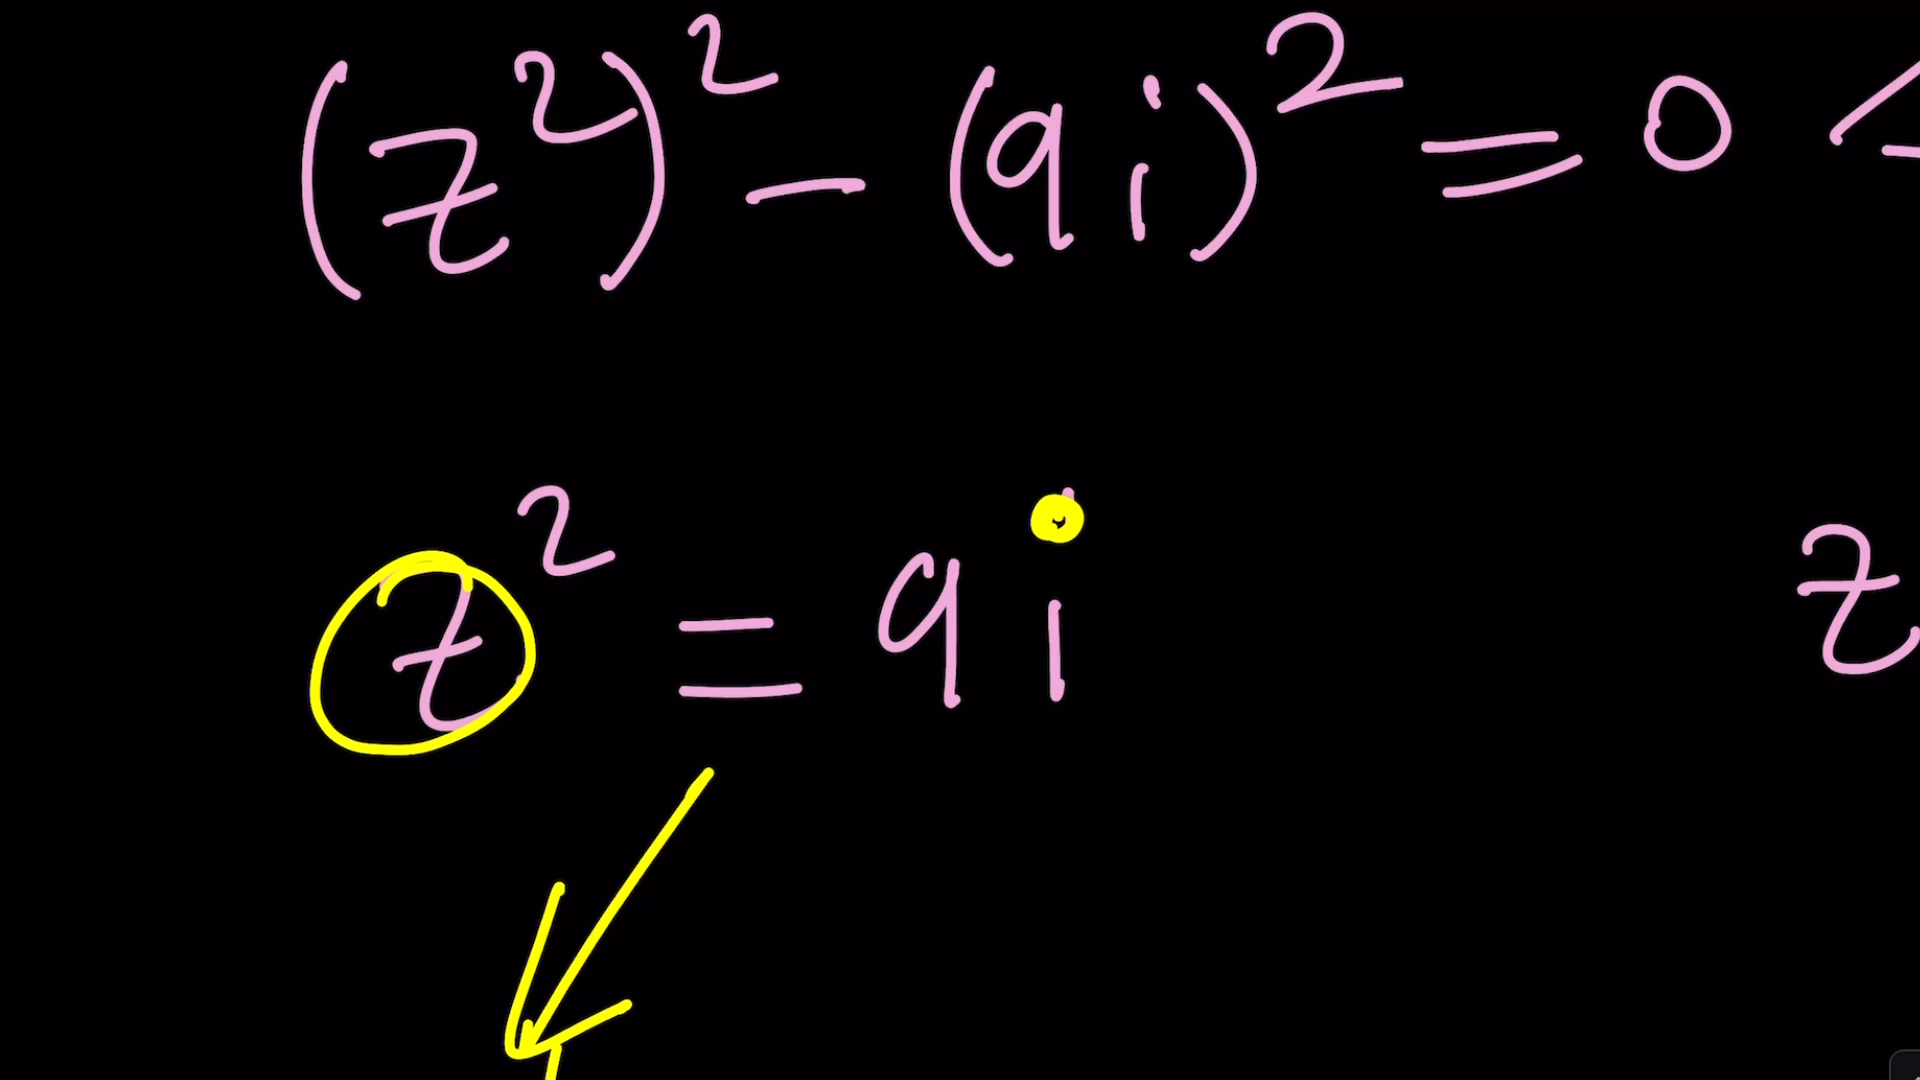 (z²)² - (9i)² = 0
z² = 9i z